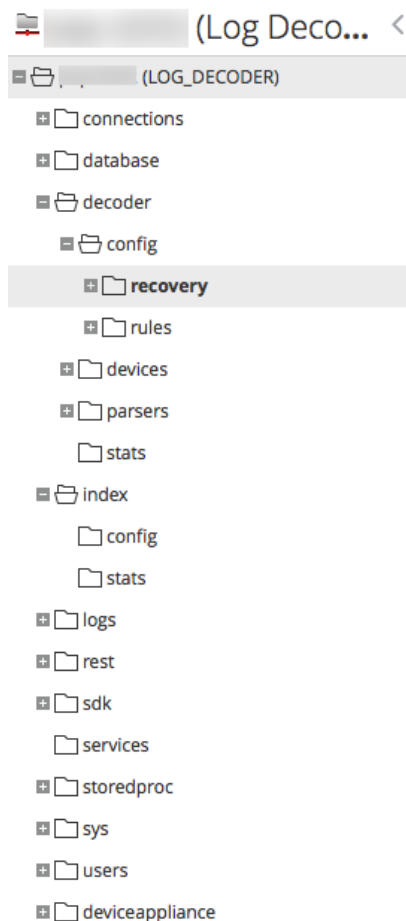 (Log Deco...
(LOG_DECODER)
connections
database
decoder
config
recovery
rules
devices
parsers
stats
index
config
stats
logs
rest
sdk
services
storedproc
sys
users
deviceappliance